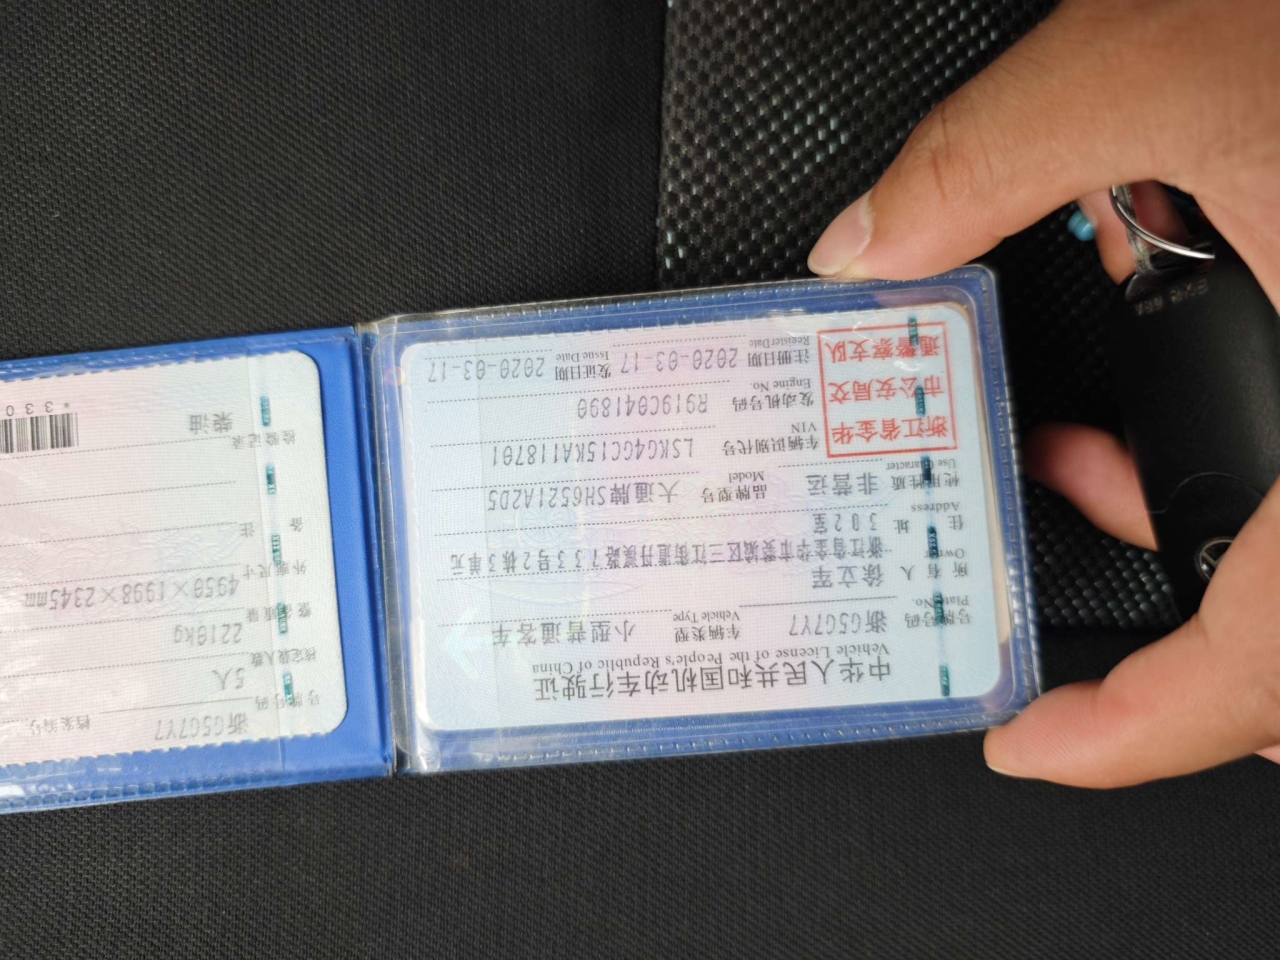 中华人民共和国机动车行驶证
Vehicle License of the People's Republic of China
号牌号码 浙G5G7Y7 车辆类型 小型普通客车
Plate No. Vehicle Type
所有人 徐立军
Owner
住址 浙江省金华市婺城区三江街道丹溪路733号2栋3单元
302室
Address
使用性质 非营运 品牌型号 大通牌SH6521A2D5
Use Character Model
浙江省金华
市公安局交
通警察支队
车辆识别代号 LSKG4GC15KA118701
VIN
发动机号码 R919C041890
Engine No.
注册日期 2020-03-17 发证日期 2020-03-17
Register Date Issue Date
号牌号码 浙G5G7Y7 档案编号
核定载人数 5人
整备质量 2210kg
外廓尺寸 4950×1998×2345mm
备注
检验记录
柴油
*330